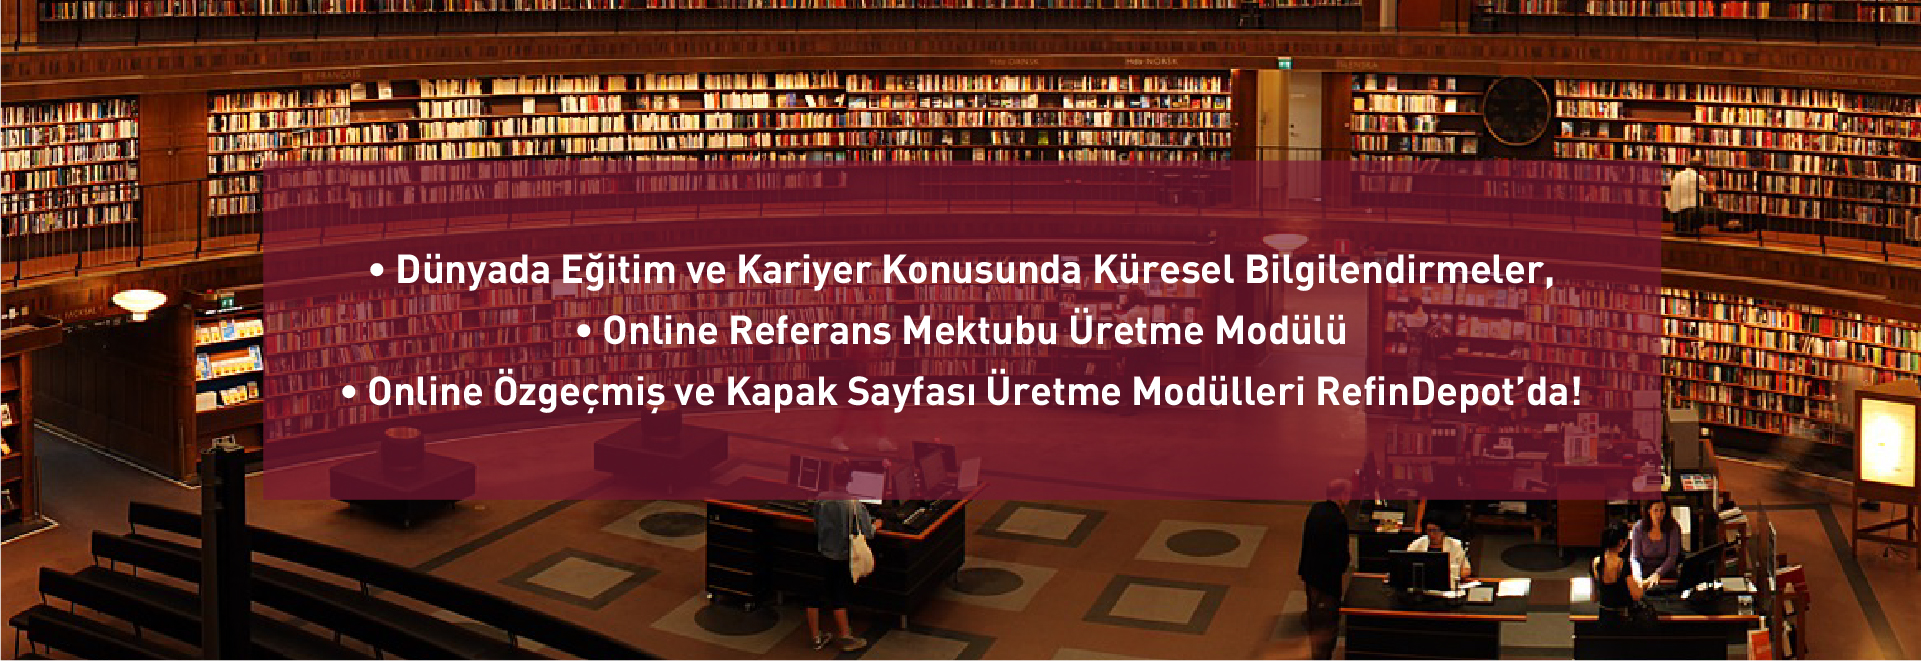 • Dünyada Eğitim ve Kariyer Konusunda Küresel Bilgilendirmeler,
• Online Referans Mektubu Üretme Modülü
• Online Özgeçmiş ve Kapak Sayfası Üretme Modülleri RefinDepot’da!